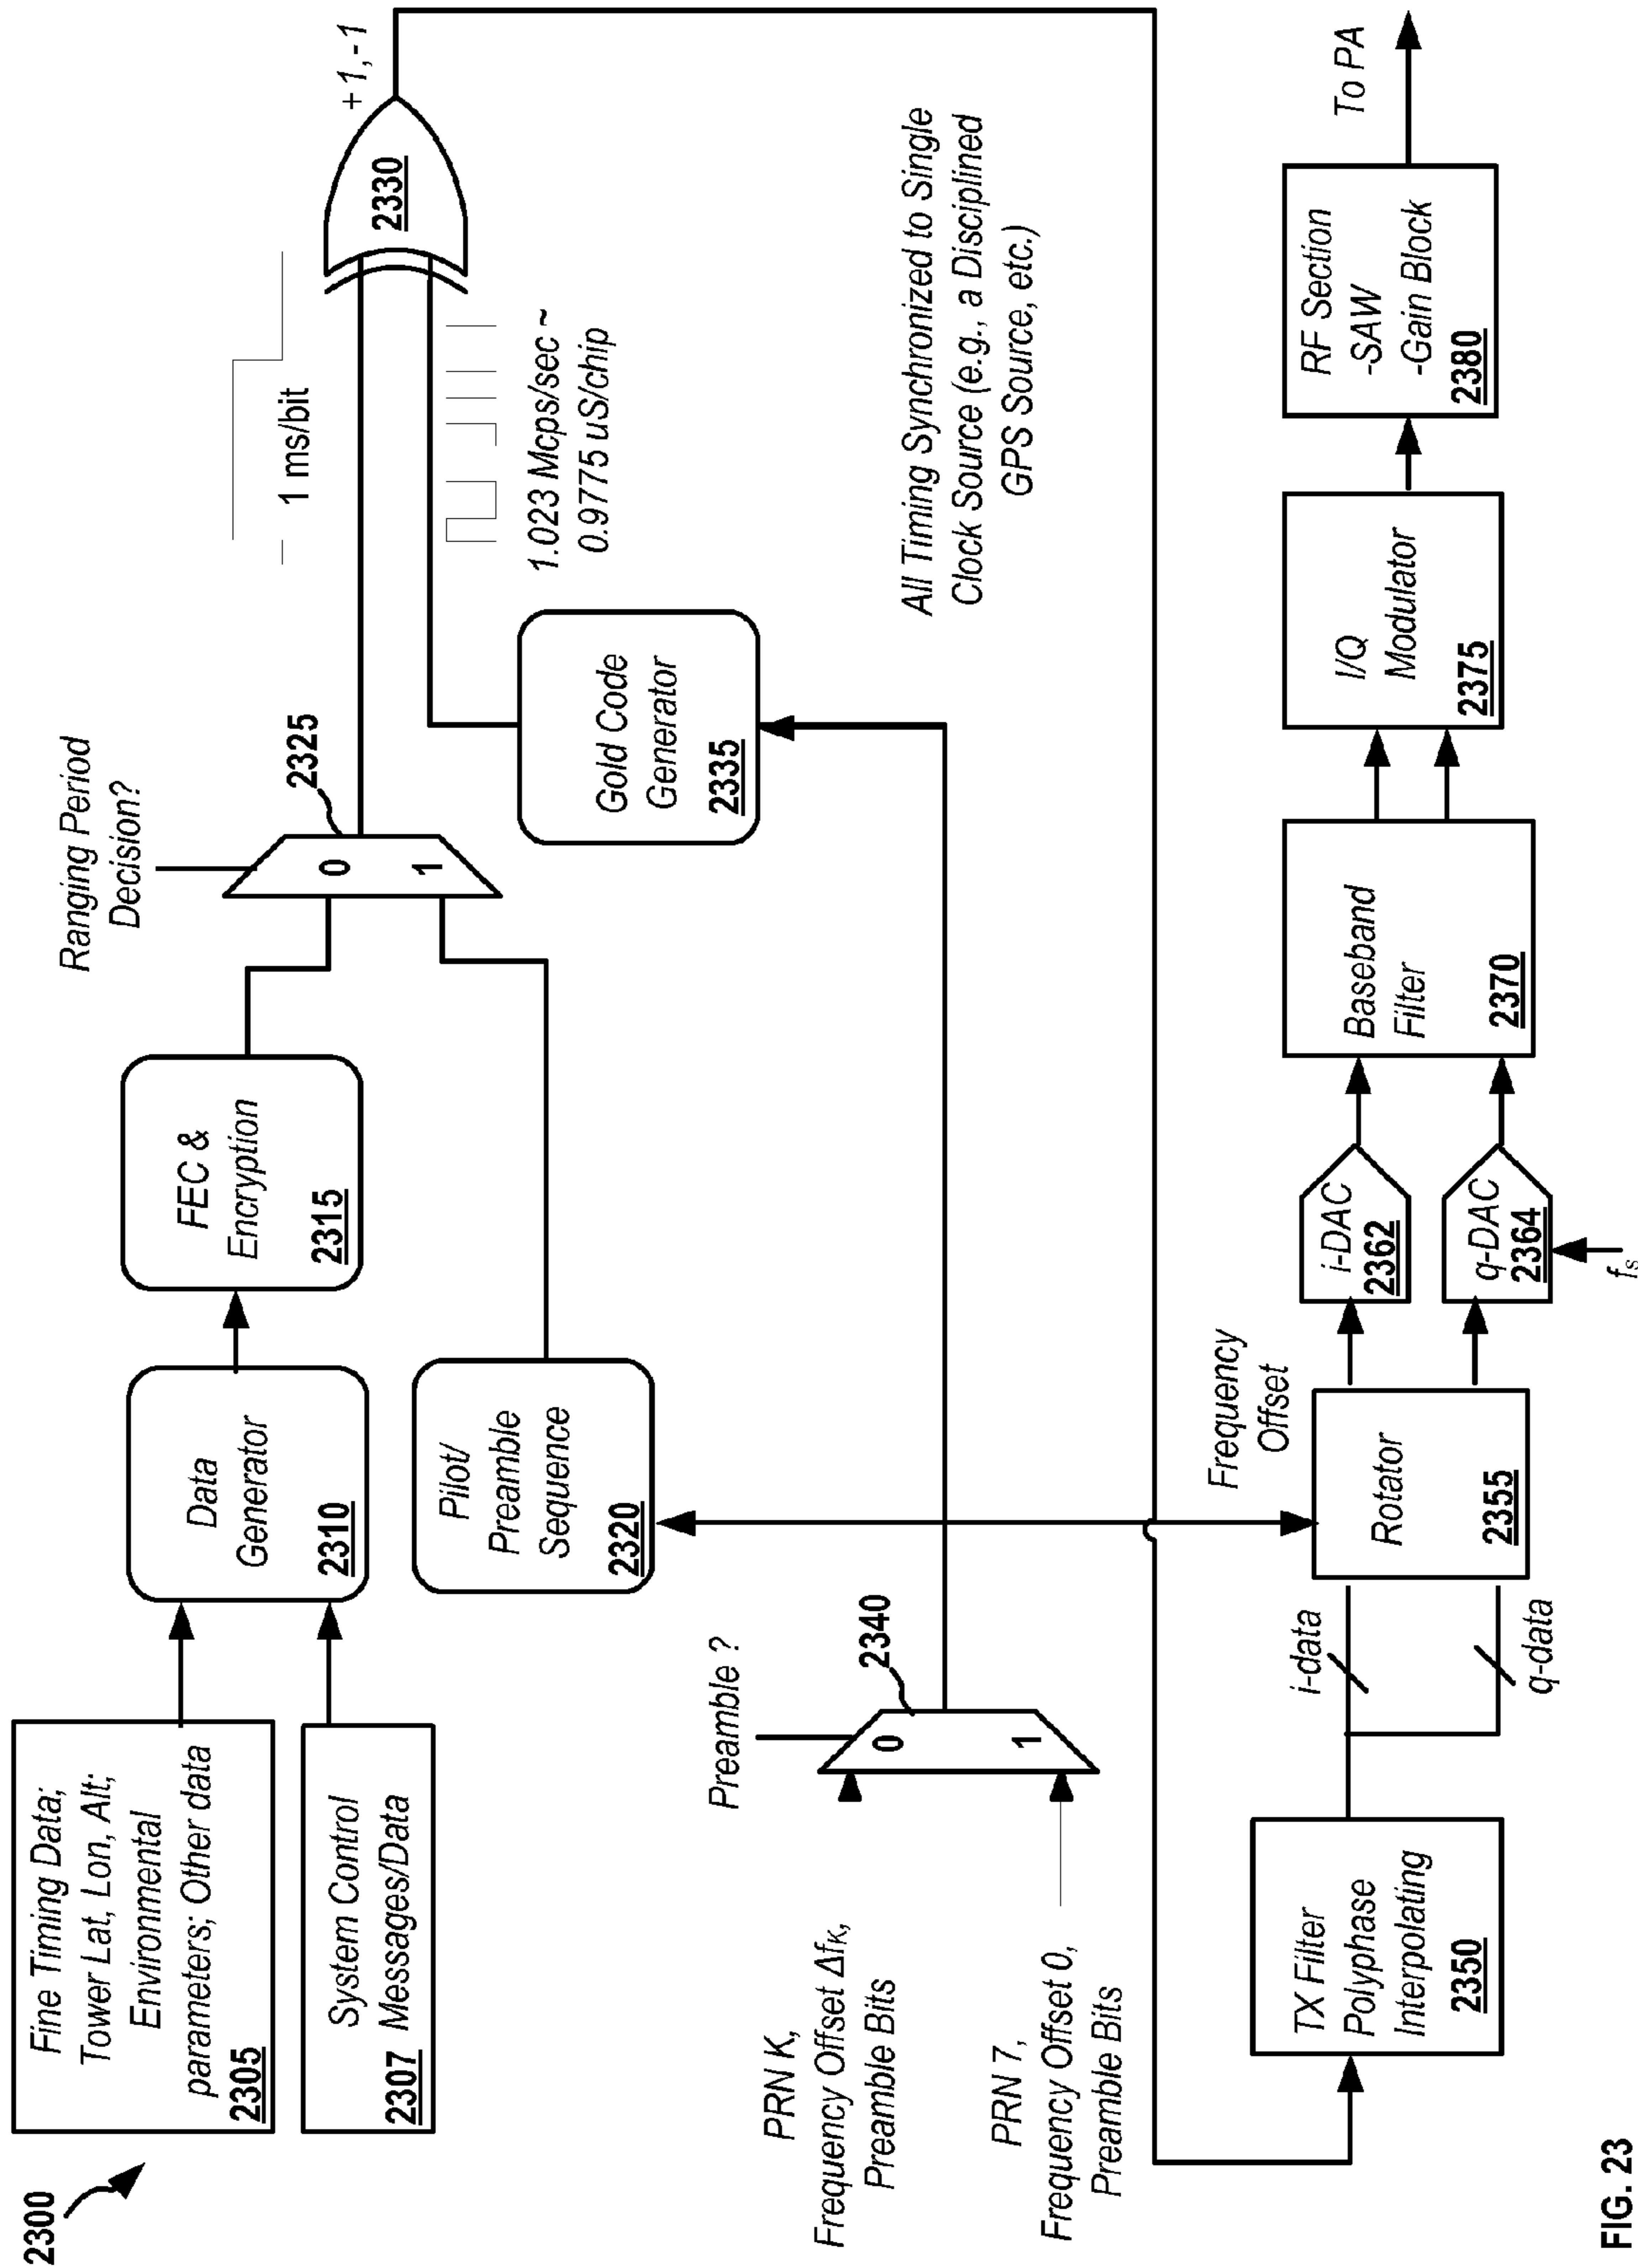 2300
Fine Timing Data;
Tower Lat, Lon, Alt;
Environmental
parameters; Other data
2305
System Control
Messages/Data
2307
Data
Generator
2310
FEC &
Encryption
2315
Pilot/
Preamble
Sequence
2320
Ranging Period
Decision?
2325
0
1
1 ms/bit
1.023 Mcps/sec ~
0.9775 uS/chip
2330
+1,-1
Gold Code
Generator
2335
Preamble ?
2340
0
1
PRN K,
Frequency Offset ΔfK,
Preamble Bits
PRN 7,
Frequency Offset 0,
Preamble Bits
All Timing Synchronized to Single
Clock Source (e.g., a Disciplined
GPS Source, etc.)
TX Filter
Polyphase
Interpolating
2350
i-data
q-data
Frequency
Offset
Rotator
2355
i-DAC
2362
q-DAC
2364
fs
Baseband
Filter
2370
I/Q
Modulator
2375
RF Section
-SAW
-Gain Block
2380
To PA
FIG. 23